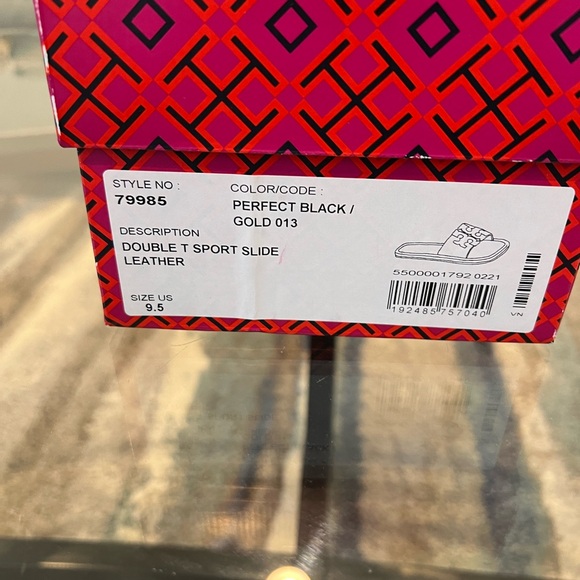 STYLE NO :
79985
COLOR/CODE :
PERFECT BLACK /
GOLD 013
DESCRIPTION
DOUBLE T SPORT SLIDE
LEATHER
SIZE US
9.5
5500001792 0221
192485757040
VN